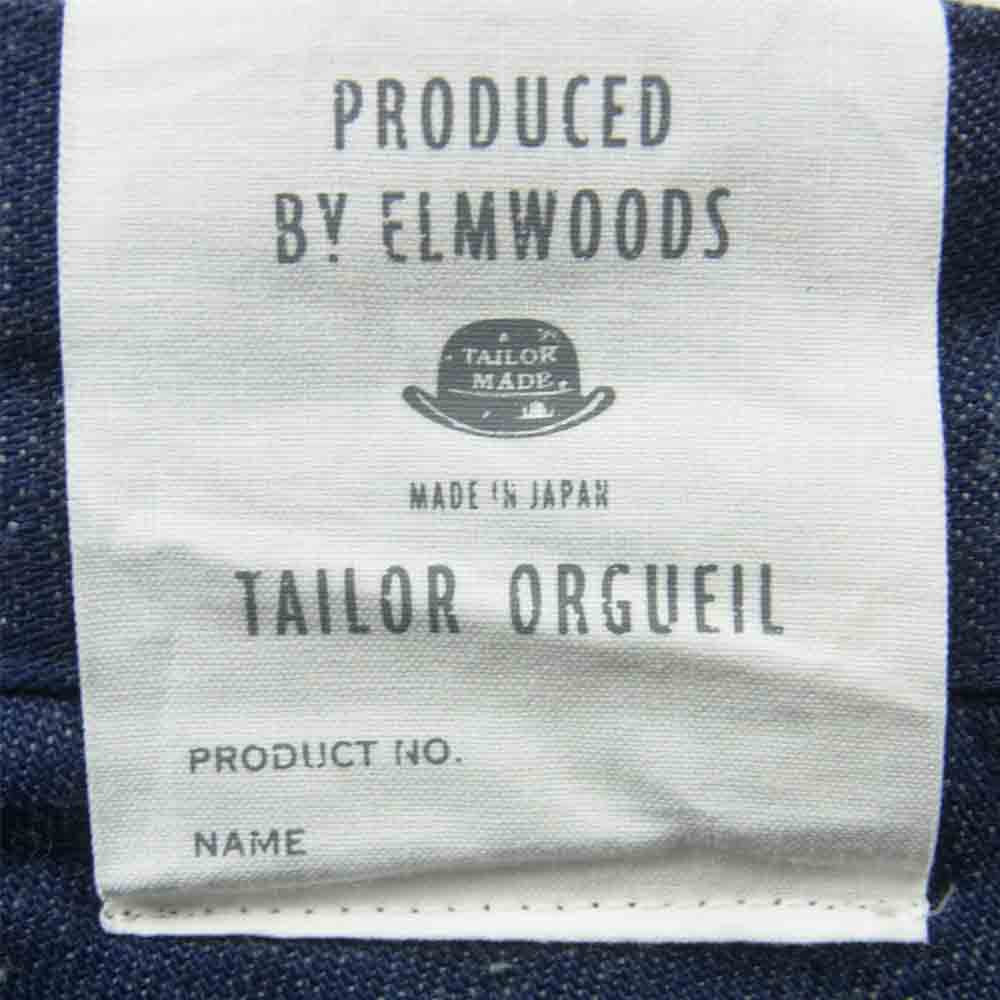 PRODUCED
BY ELMWOODS
TAILOR
MADE
MADE IN JAPAN
TAILOR ORGUEIL
PRODUCT NO.
NAME